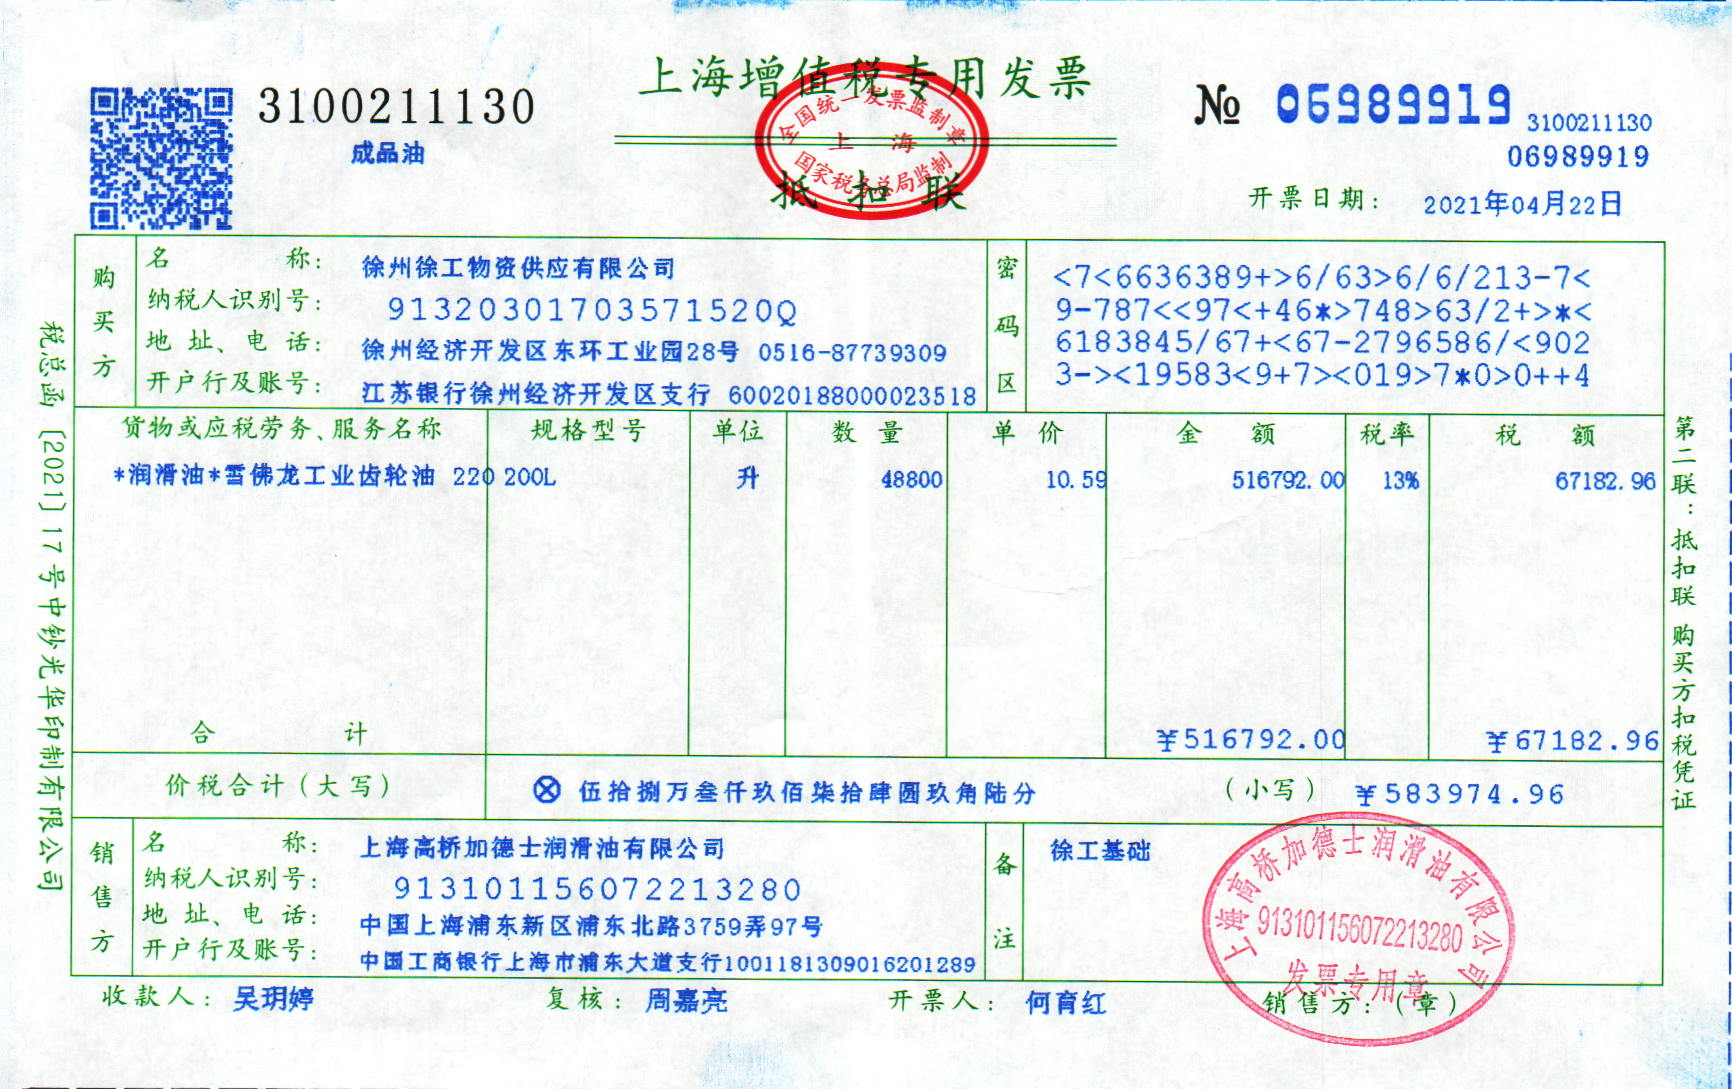 上海增值税专用发票
3100211130
成品油
全国统一发票监制章
上 海
国家税务总局监制
抵 扣 联
№ 06989919
3100211130
06989919
开票日期： 2021年04月22日
购买方
名 称： 徐州徐工物资供应有限公司
纳税人识别号： 91320301703571520Q
地 址、电 话： 徐州经济开发区东环工业园28号 0516-87739309
开户行及账号： 江苏银行徐州经济开发区支行 60020188000023518
密码区
<7<6636389+>6/63>6/6/213-7<
9-787<<97<+46*>748>63/2+>*<
6183845/67+<67-2796586/<902
3-><19583<9+7><019>7*0>0++4
货物或应税劳务、服务名称 规格型号 单位 数 量 单 价 金 额 税率 税 额
*润滑油*雪佛龙工业齿轮油 220 200L 升 48800 10.59 516792.00 13% 67182.96
合 计 ￥516792.00 ￥67182.96
价税合计（大写） ⊗ 伍拾捌万叁仟玖佰柒拾肆圆玖角陆分 （小写） ￥583974.96
销售方
名 称： 上海高桥加德士润滑油有限公司
纳税人识别号： 913101156072213280
地 址、电 话： 中国上海浦东新区浦东北路3759弄97号
开户行及账号： 中国工商银行上海市浦东大道支行1001181309016201289
备注
徐工基础
上海高桥加德士润滑油有限公司
913101156072213280
发票专用章
收款人： 吴玥婷 复核： 周嘉亮 开票人： 何育红 销售方：（章）
税总函〔2021〕17号中钞光华印制有限公司
第二联：抵扣联 购买方扣税凭证